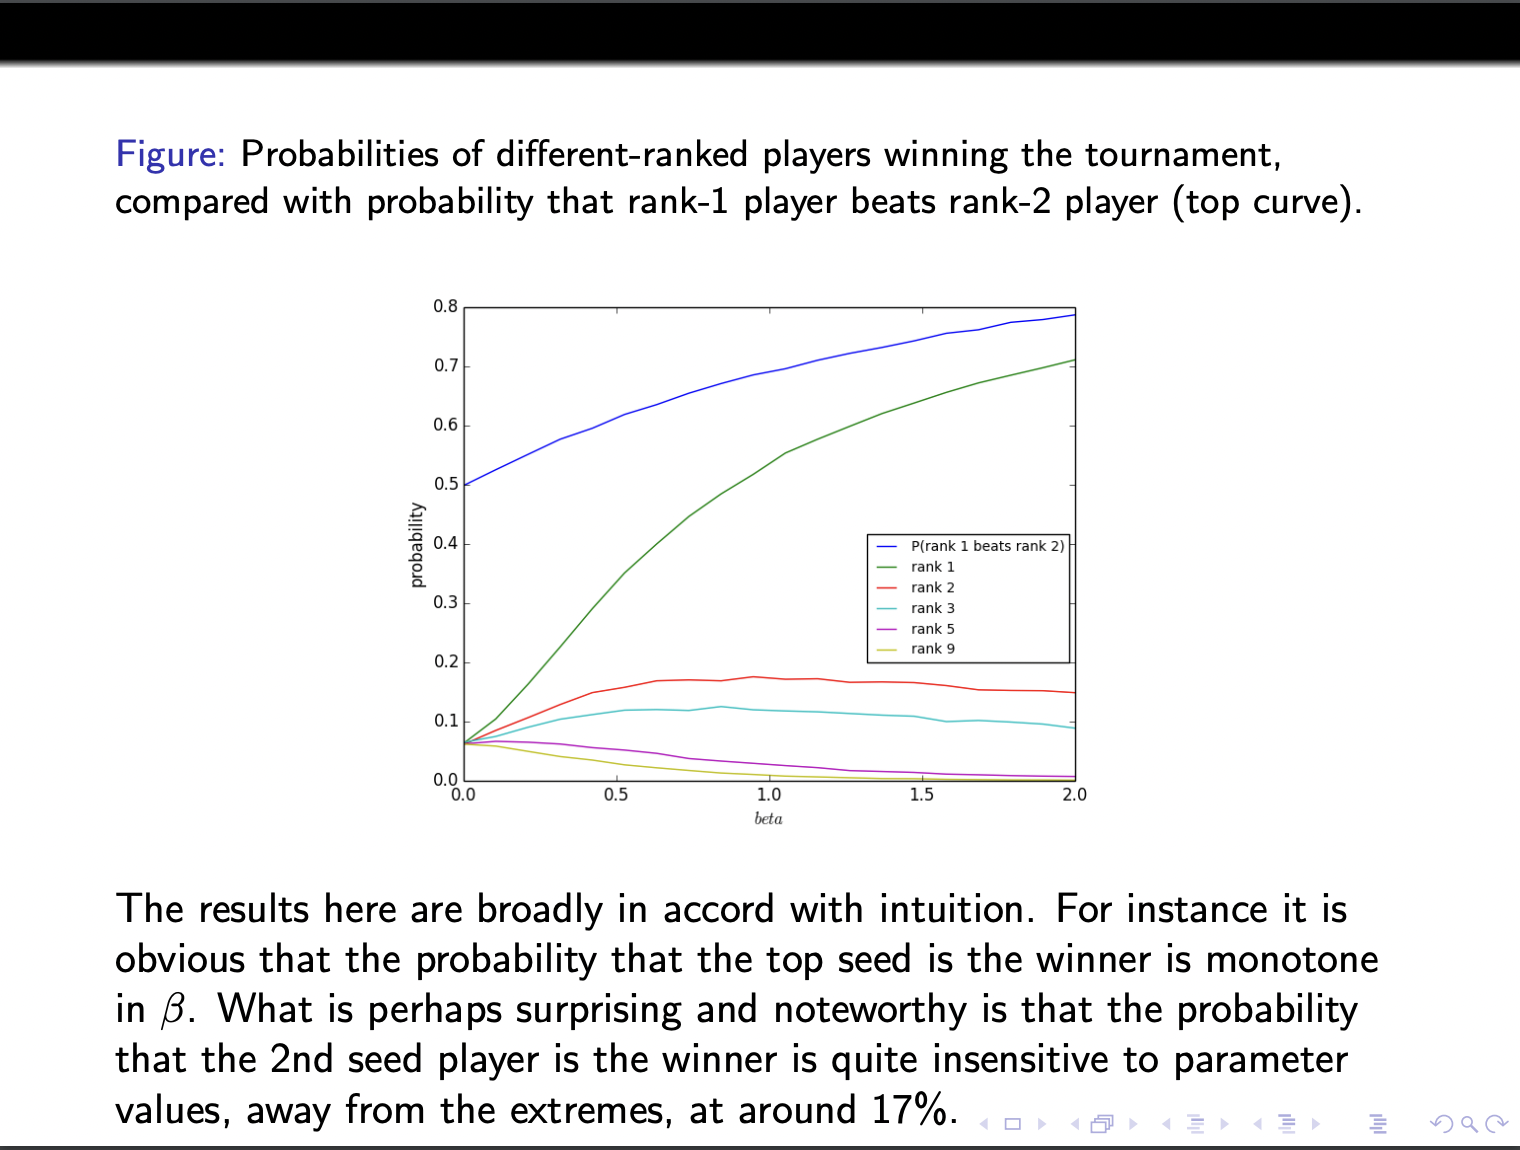 Figure: Probabilities of different-ranked players winning the tournament,
compared with probability that rank-1 player beats rank-2 player (top curve).
0.8
0.7
0.6
0.5
0.4
0.3
0.2
0.1
0.0
probability
P(rank 1 beats rank 2)
rank 1
rank 2
rank 3
rank 5
rank 9
0.0 0.5 1.0 1.5 2.0
beta
The results here are broadly in accord with intuition. For instance it is
obvious that the probability that the top seed is the winner is monotone
in β. What is perhaps surprising and noteworthy is that the probability
that the 2nd seed player is the winner is quite insensitive to parameter
values, away from the extremes, at around 17%.